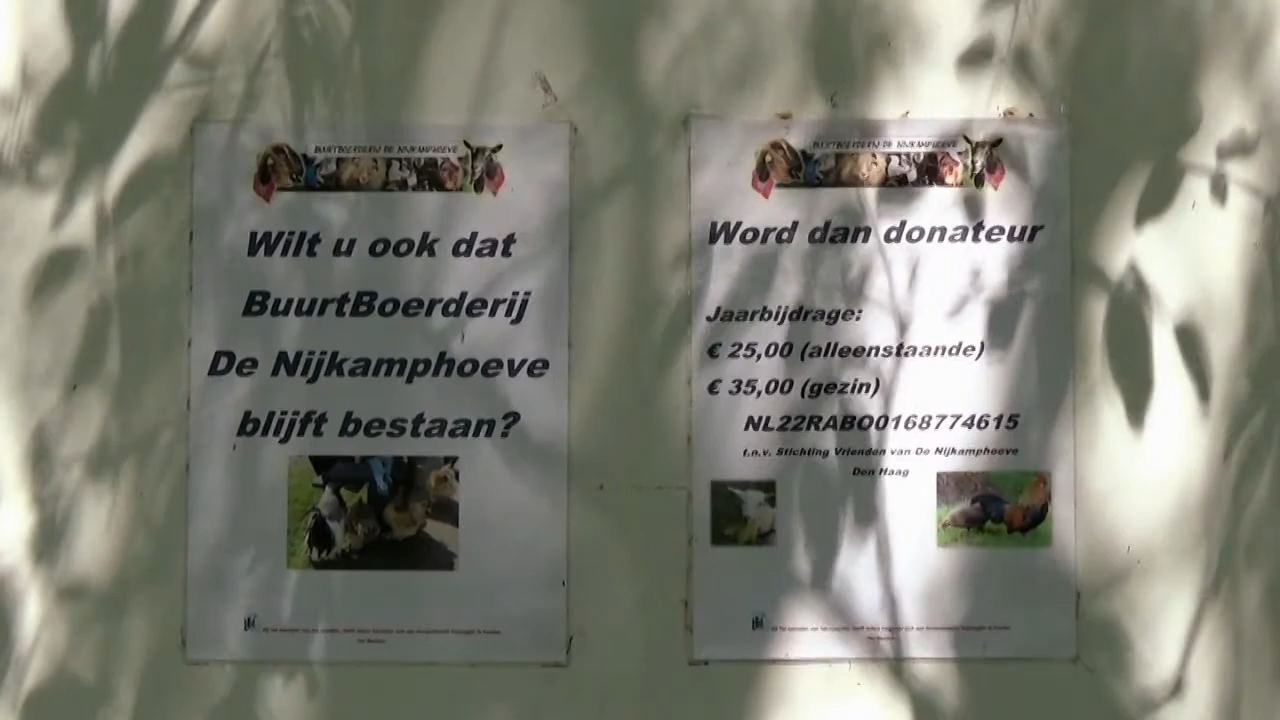 BUURTBOERDERIJ DE NIJKAMPHOEVE
Wilt u ook dat
BuurtBoerderij
De Nijkamphoeve
blijft bestaan?
BUURTBOERDERIJ DE NIJKAMPHOEVE
Word dan donateur
Jaarbijdrage:
€ 25,00 (alleenstaande)
€ 35,00 (gezin)
NL22RABO0168774615
t.n.v. Stichting Vrienden van De Nijkamphoeve
Den Haag